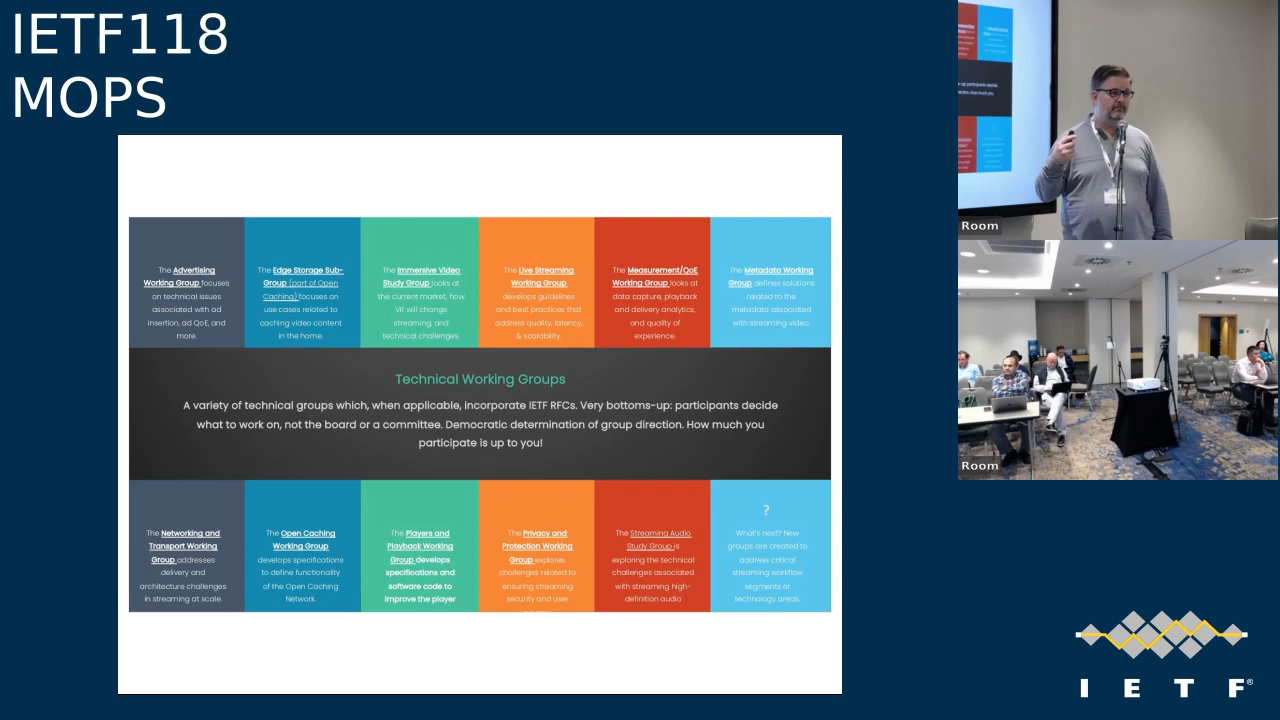 IETF118
MOPS
The Advertising
Working Group focuses
on technical issues
associated with ad
insertion, ad QoE, and
more.
The Edge Storage Sub-
Group (part of Open
Caching) focuses on
use cases related to
caching video content
in the home.
The Immersive Video
Study Group looks at
the current market, how
VR will change
streaming, and
technical challenges.
The Live Streaming
Working Group
develops guidelines
and best practices that
address quality, latency,
& scalability.
The Measurement/QoE
Working Group looks at
data capture, playback
and delivery analytics,
and quality of
experience.
The Metadata Working
Group defines solutions
related to the
metadata associated
with streaming video.
Technical Working Groups
A variety of technical groups which, when applicable, incorporate IETF RFCs. Very bottoms-up: participants decide
what to work on, not the board or a committee. Democratic determination of group direction. How much you
participate is up to you!
The Networking and
Transport Working
Group addresses
delivery and
architecture challenges
in streaming at scale.
The Open Caching
Working Group
develops specifications
to define functionality
of the Open Caching
Network.
The Players and
Playback Working
Group develops
specifications and
software code to
improve the player
The Privacy and
Protection Working
Group explores
challenges related to
ensuring streaming
security and user
The Streaming Audio
Study Group is
exploring the technical
challenges associated
with streaming high-
definition audio
?
What's next? New
groups are created to
address critical
streaming workflow
segments or
technology areas.
Room
Room
I E T F®